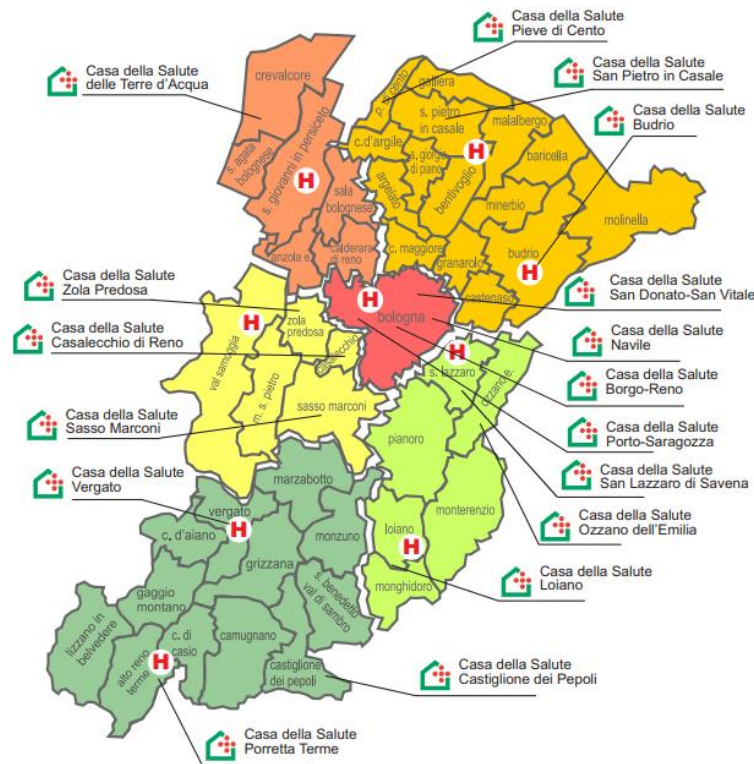 Casa della Salute
Pieve di Cento
Casa della Salute
delle Terre d'Acqua
Casa della Salute
San Pietro in Casale
Casa della Salute
Budrio
crevalcore
s. agata
bolognese
s. giovanni in persiceto
sala
bolognese
anzola e.
calderara
di reno
p. di cento
galliera
s. pietro
in casale
malalbergo
c.d'argile
s. giorgio
di piano
argelato
bentivoglio
baricella
minerbio
molinella
c. maggiore
granarolo
budrio
castenaso
H
H
H
H
H
H
H
H
H
Casa della Salute
Zola Predosa
Casa della Salute
San Donato-San Vitale
Casa della Salute
Casalecchio di Reno
Casa della Salute
Navile
Casa della Salute
Borgo-Reno
Casa della Salute
Sasso Marconi
Casa della Salute
Porto-Saragozza
Casa della Salute
San Lazzaro di Savena
Casa della Salute
Vergato
Casa della Salute
Ozzano dell'Emilia
Casa della Salute
Loiano
bologna
zola
predosa
casalecchio
val samoggia
m. s. pietro
sasso marconi
s. lazzaro
ozzano e.
pianoro
monterenzio
loiano
monghidoro
marzabotto
vergato
c. d'aiano
monzuno
grizzana
gaggio
montano
s. benedetto
val di sambro
lizzano in
belvedere
alto reno
terme
c. di
casio
camugnano
castiglione
dei pepoli
Casa della Salute
Castiglione dei Pepoli
Casa della Salute
Porretta Terme